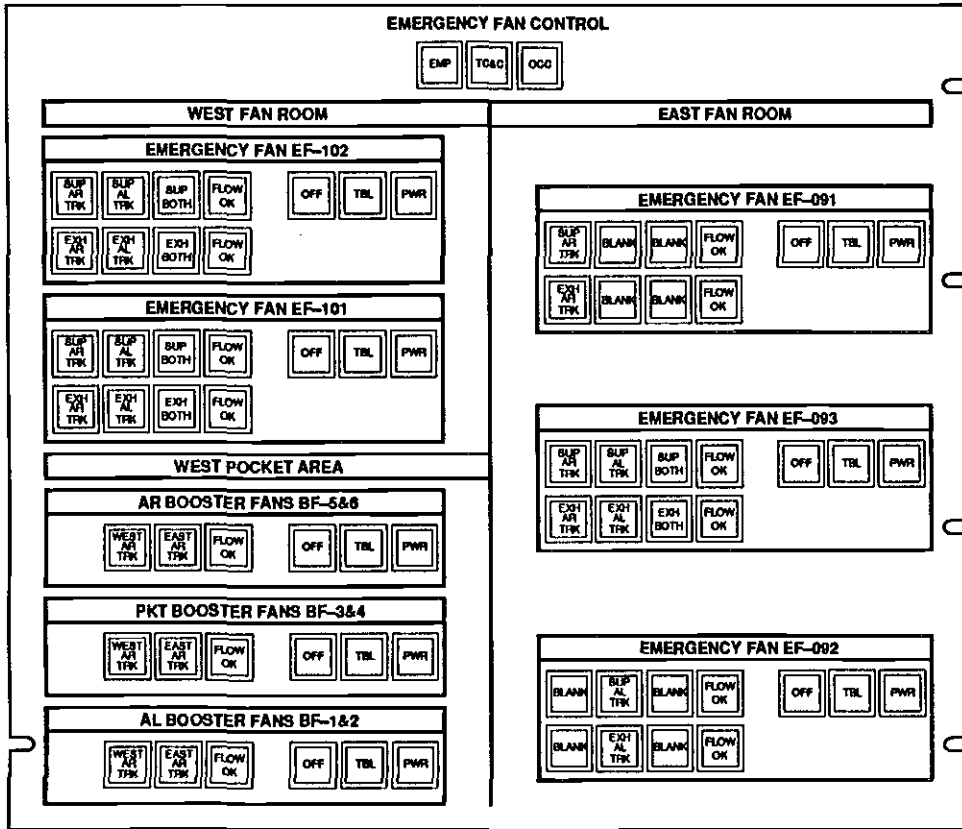 EMERGENCY FAN CONTROL
EMP TC&C OCC
WEST FAN ROOM
EMERGENCY FAN EF-102
SUP AR TRK SUP AL TRK SUP BOTH FLOW OK OFF TBL PWR
EXH AR TRK EXH AL TRK EXH BOTH FLOW OK
EMERGENCY FAN EF-101
SUP AR TRK SUP AL TRK SUP BOTH FLOW OK OFF TBL PWR
EXH AR TRK EXH AL TRK EXH BOTH FLOW OK
WEST POCKET AREA
AR BOOSTER FANS BF-5&6
WEST AR TRK EAST AR TRK FLOW OK OFF TBL PWR
PKT BOOSTER FANS BF-3&4
WEST AR TRK EAST AR TRK FLOW OK OFF TBL PWR
AL BOOSTER FANS BF-1&2
WEST AR TRK EAST AR TRK FLOW OK OFF TBL PWR
EAST FAN ROOM
EMERGENCY FAN EF-091
SUP AR TRK BLANK BLANK FLOW OK OFF TBL PWR
EXH AR TRK BLANK BLANK FLOW OK
EMERGENCY FAN EF-093
SUP AR TRK SUP AL TRK SUP BOTH FLOW OK OFF TBL PWR
EXH AR TRK EXH AL TRK EXH BOTH FLOW OK
EMERGENCY FAN EF-092
BLANK SUP AL TRK BLANK FLOW OK OFF TBL PWR
BLANK EXH AL TRK BLANK FLOW OK